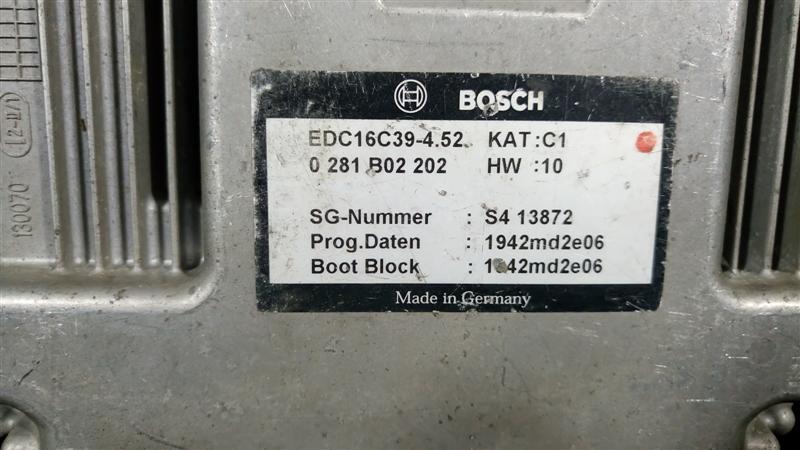 BOSCH
EDC16C39-4.52 KAT :C1
0 281 B02 202 HW :10
SG-Nummer : S4 13872
Prog.Daten : 1942md2e06
Boot Block : 1942md2e06
Made in Germany
130070